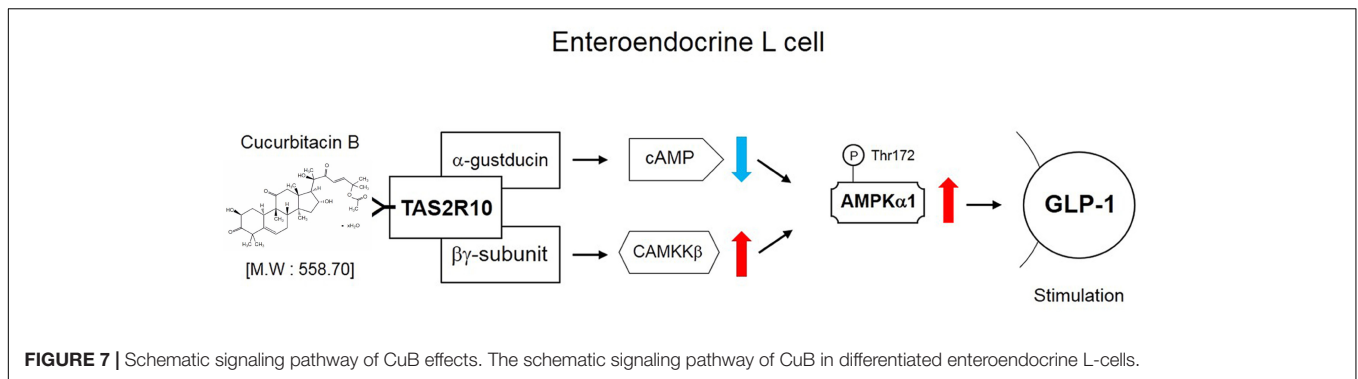 Enteroendocrine L cell
Cucurbitacin B
[M.W : 558.70]
α-gustducin
TAS2R10
βγ-subunit
cAMP
CAMKKβ
P Thr172
AMPKα1
GLP-1
Stimulation
FIGURE 7 | Schematic signaling pathway of CuB effects. The schematic signaling pathway of CuB in differentiated enteroendocrine L-cells.